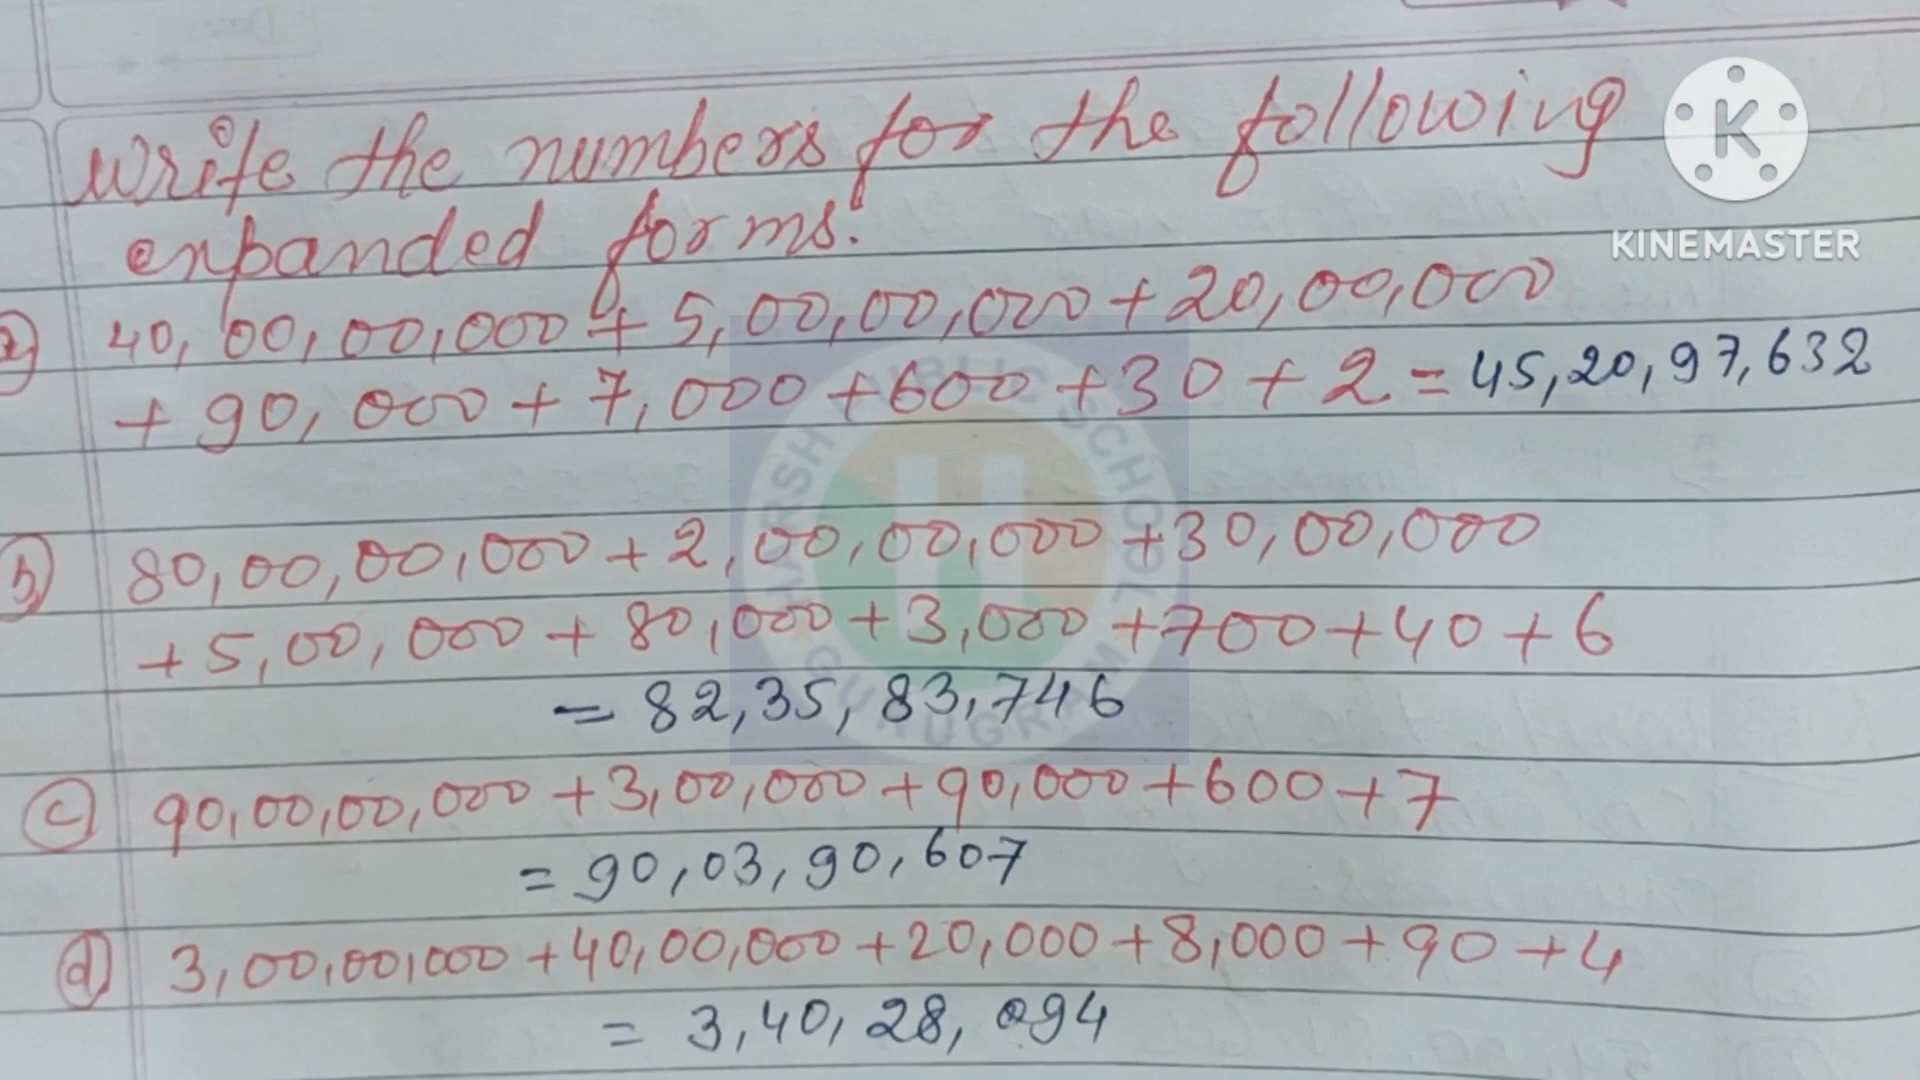 write the numbers for the following
expanded forms.
KINEMASTER
a) 40,00,00,000 + 5,00,00,000 + 20,00,000
+ 90,000 + 7,000 + 600 + 30 + 2 = 45,20,97,632
b) 80,00,00,000 + 2,00,00,000 + 30,00,000
+ 5,00,000 + 80,000 + 3,000 + 700 + 40 + 6
= 82,35,83,746
c) 90,00,00,000 + 3,00,000 + 90,000 + 600 + 7
= 90,03,90,607
d) 3,00,00,000 + 40,00,000 + 20,000 + 8,000 + 90 + 4
= 3,40,28,094
HARSH PUBLIC SCHOOL
GURUGRAM